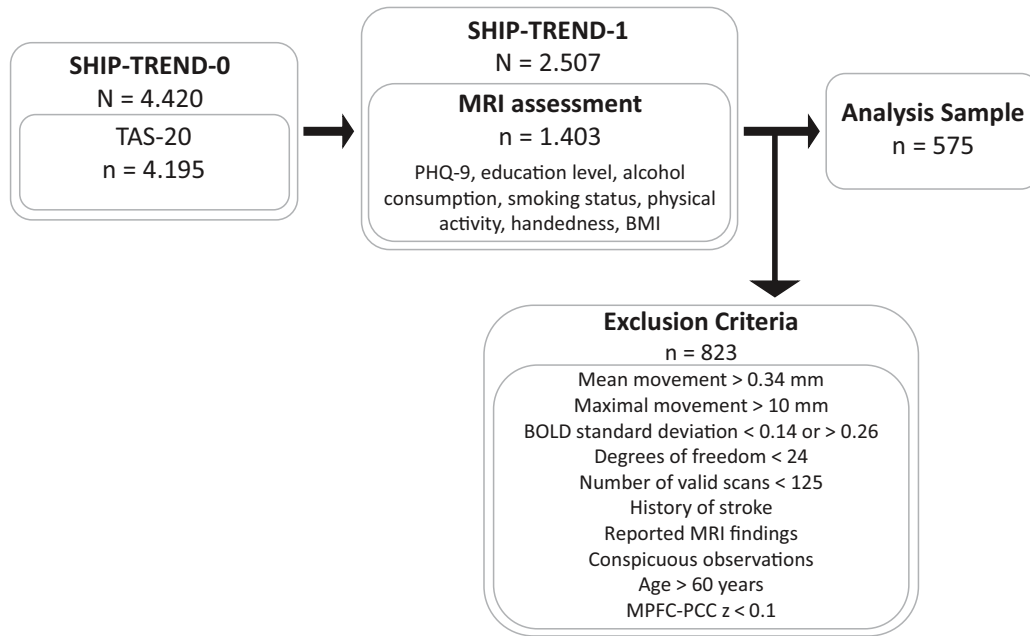 SHIP-TREND-0
N = 4.420
TAS-20
n = 4.195
SHIP-TREND-1
N = 2.507
MRI assessment
n = 1.403
PHQ-9, education level, alcohol
consumption, smoking status, physical
activity, handedness, BMI
Analysis Sample
n = 575
Exclusion Criteria
n = 823
Mean movement > 0.34 mm
Maximal movement > 10 mm
BOLD standard deviation < 0.14 or > 0.26
Degrees of freedom < 24
Number of valid scans < 125
History of stroke
Reported MRI findings
Conspicuous observations
Age > 60 years
MPFC-PCC z < 0.1